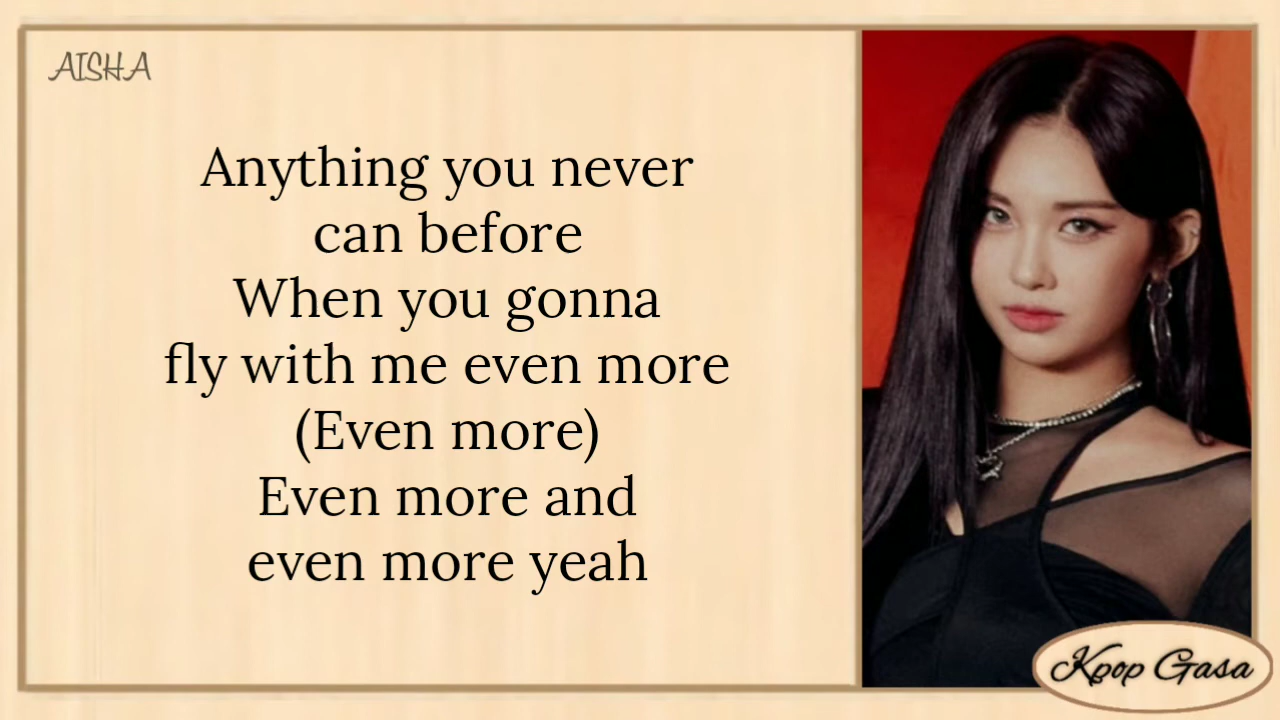 AISHA
Anything you never
can before
When you gonna
fly with me even more
(Even more)
Even more and
even more yeah
Kpop Gasa